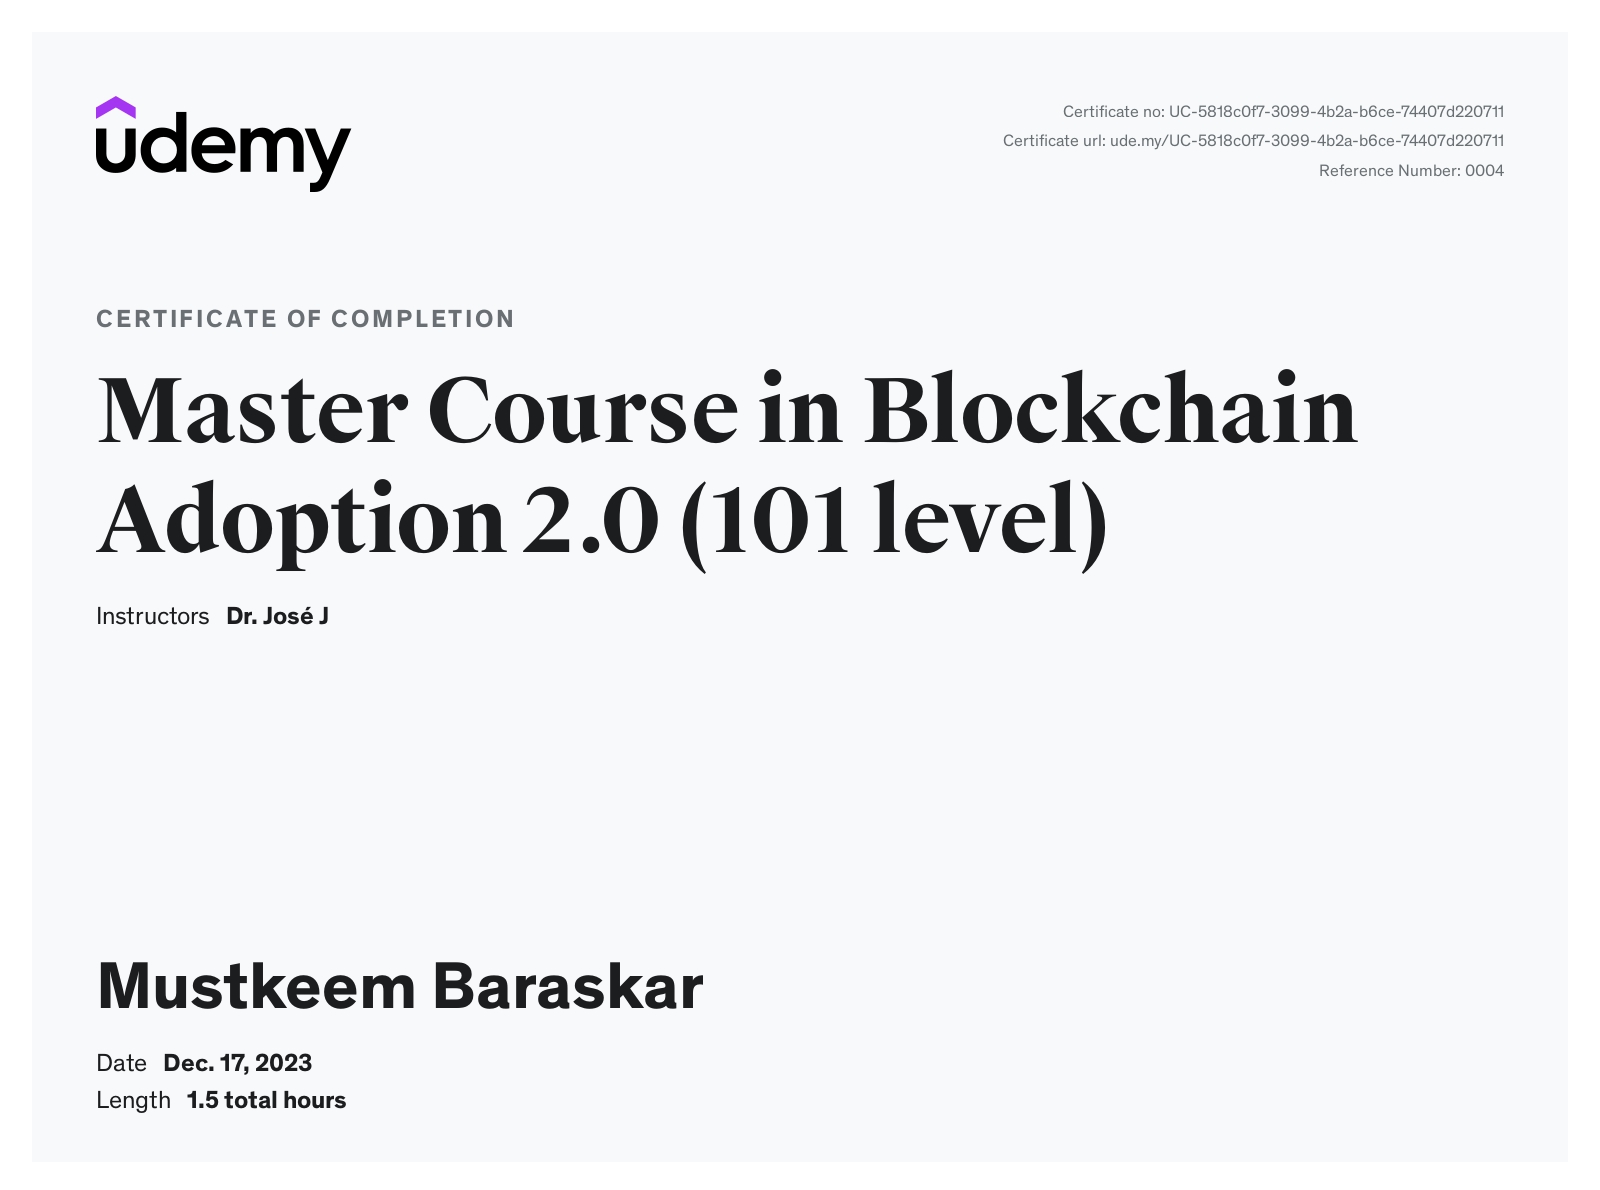 udemy
Certificate no: UC-5818c0f7-3099-4b2a-b6ce-74407d220711
Certificate url: ude.my/UC-5818c0f7-3099-4b2a-b6ce-74407d220711
Reference Number: 0004
CERTIFICATE OF COMPLETION
Master Course in Blockchain
Adoption 2.0 (101 level)
Instructors Dr. José J
Mustkeem Baraskar
Date Dec. 17, 2023
Length 1.5 total hours